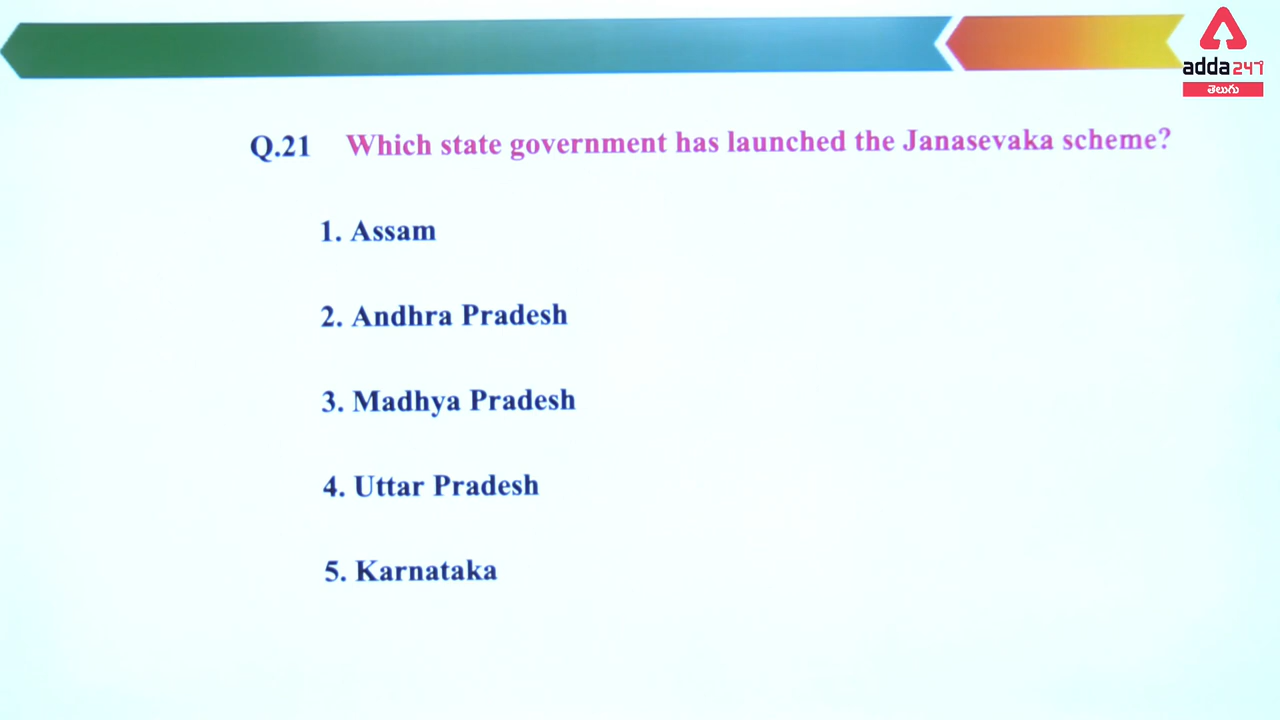 adda247
తెలుగు
Q.21 Which state government has launched the Janasevaka scheme?
1. Assam
2. Andhra Pradesh
3. Madhya Pradesh
4. Uttar Pradesh
5. Karnataka